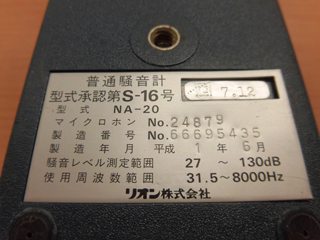 普通騒音計
型式承認第S-16号 7.12
型式 NA-20
マイクロホン No.24879
製造番号 No.66695435
製造年月 平成1年6月
騒音レベル測定範囲 27 ～ 130dB
使用周波数範囲 31.5～8000Hz
リオン株式会社